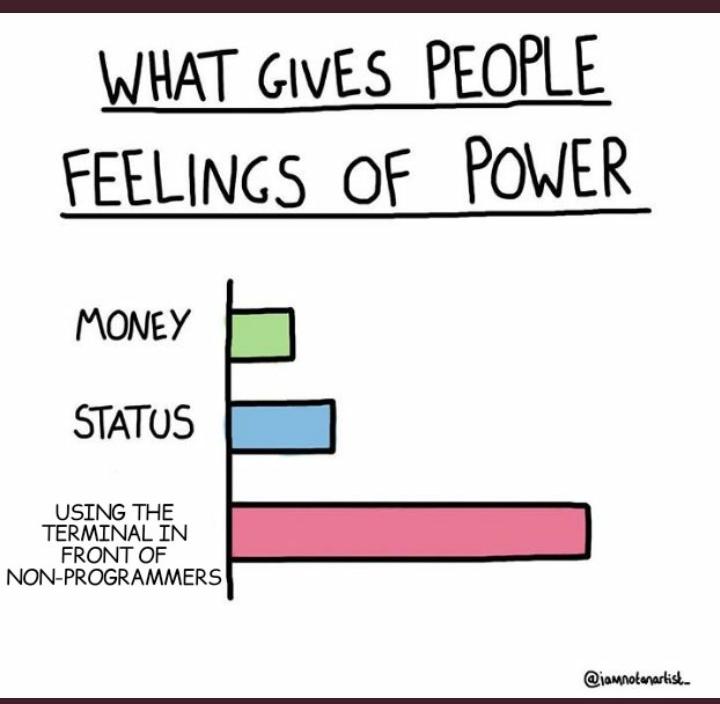 WHAT GIVES PEOPLE
FEELINGS OF POWER
MONEY
STATUS
USING THE
TERMINAL IN
FRONT OF
NON-PROGRAMMERS
@iamnotanartist_